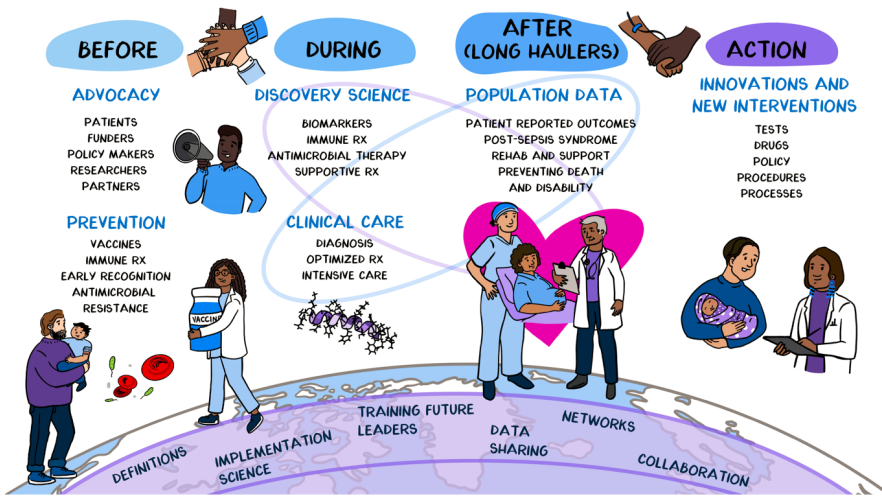 BEFORE
ADVOCACY
PATIENTS
FUNDERS
POLICY MAKERS
RESEARCHERS
PARTNERS
PREVENTION
VACCINES
IMMUNE RX
EARLY RECOGNITION
ANTIMICROBIAL
RESISTANCE
VACCINE
DURING
DISCOVERY SCIENCE
BIOMARKERS
IMMUNE RX
ANTIMICROBIAL THERAPY
SUPPORTIVE RX
CLINICAL CARE
DIAGNOSIS
OPTIMIZED RX
INTENSIVE CARE
AFTER
(LONG HAULERS)
POPULATION DATA
PATIENT REPORTED OUTCOMES
POST-SEPSIS SYNDROME
REHAB AND SUPPORT
PREVENTING DEATH
AND DISABILITY
ACTION
INNOVATIONS AND
NEW INTERVENTIONS
TESTS
DRUGS
POLICY
PROCEDURES
PROCESSES
DEFINITIONS
IMPLEMENTATION
SCIENCE
TRAINING FUTURE
LEADERS
DATA
SHARING
NETWORKS
COLLABORATION